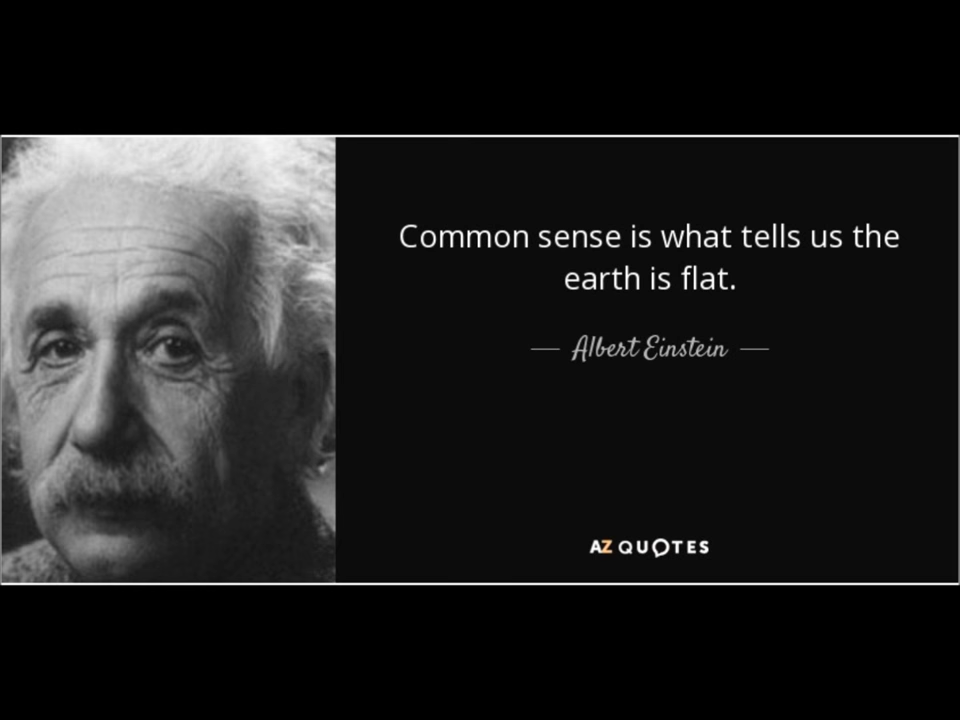 Common sense is what tells us the
earth is flat.
— Albert Einstein —
AZ QUOTES